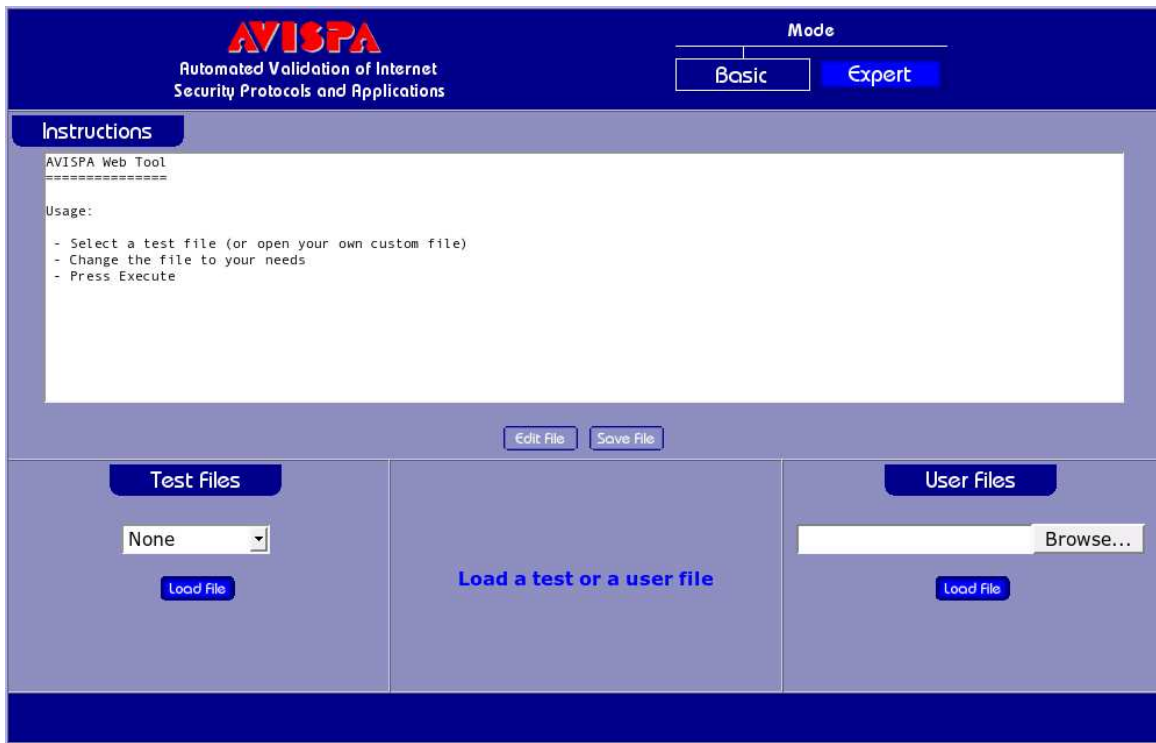 AVISPA
Automated Validation of Internet
Security Protocols and Applications
Mode
Basic
Expert
Instructions
AVISPA Web Tool
===============
Usage:
- Select a test file (or open your own custom file)
- Change the file to your needs
- Press Execute
Edit File
Save File
Test Files
None
Load File
Load a test or a user file
User Files
Browse...
Load File